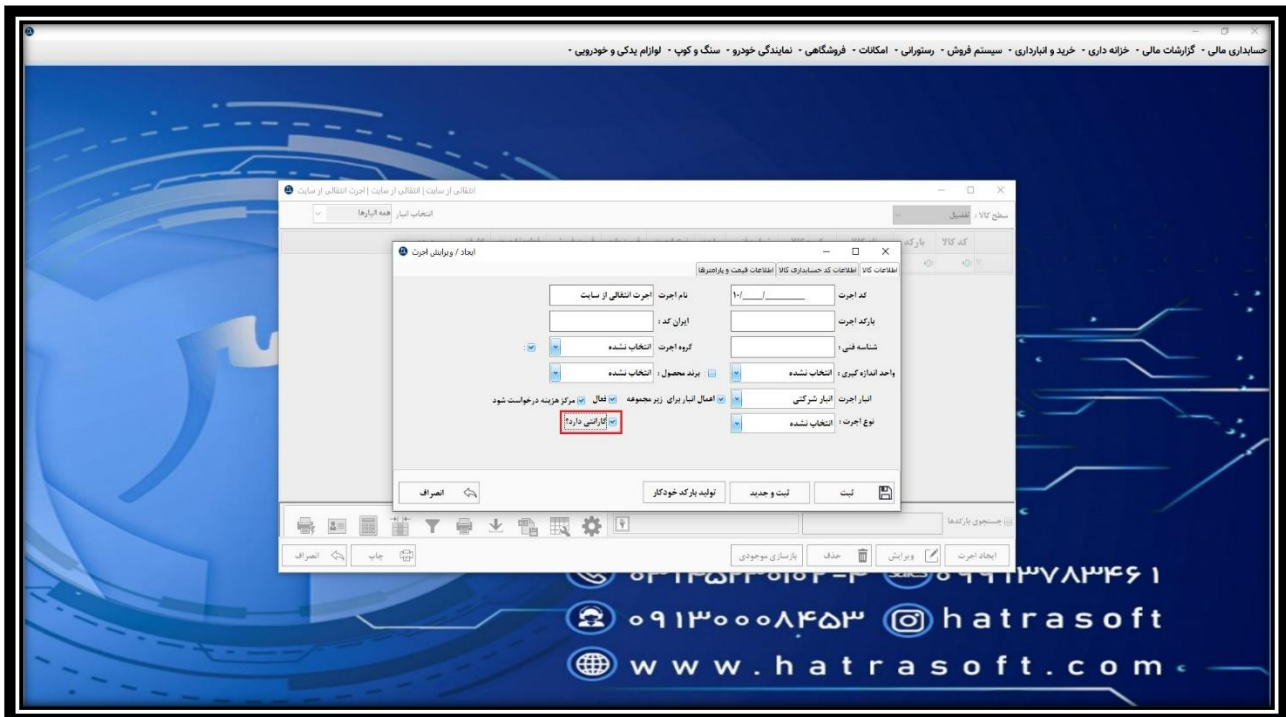 حسابداری مالی - گزارشات مالی - خزانه داری - خرید و انبارداری - سیستم فروش - رستورانی - امکانات - فروشگاهی - نمایندگی خودرو - سنگ و کوپ - لوازم یدکی و خودرویی -
انتقالی از سایت | انتقالی از سایت | اجرت انتقالی از سایت
سطح کالا : تفصیل انتخاب انبار همه انبارها
کد کالا بارکد
ایجاد / ویرایش اجرت
اطلاعات کالا اطلاعات کد حسابداری کالا اطلاعات قیمت و پارامترها
کد اجرت ۱۰/____/________ نام اجرت اجرت انتقالی از سایت
بارکد اجرت ایران کد :
شناسه فنی : گروه اجرت انتخاب نشده :
واحد اندازه گیری : انتخاب نشده : برند محصول : انتخاب نشده
انبار اجرت انبار شرکتی اعمال انبار برای زیر مجموعه فعال مرکز هزینه درخواست شود
نوع اجرت : انتخاب نشده گارانتی دارد؟
ثبت ثبت و جدید تولید بارکد خودکار انصراف
جستجوی بارکدها
ایجاد اجرت ویرایش حذف بازسازی موجودی چاپ انصراف
۰۹۱۳۰۰۰۸۴۵۳ hatrasoft
www.hatrasoft.com